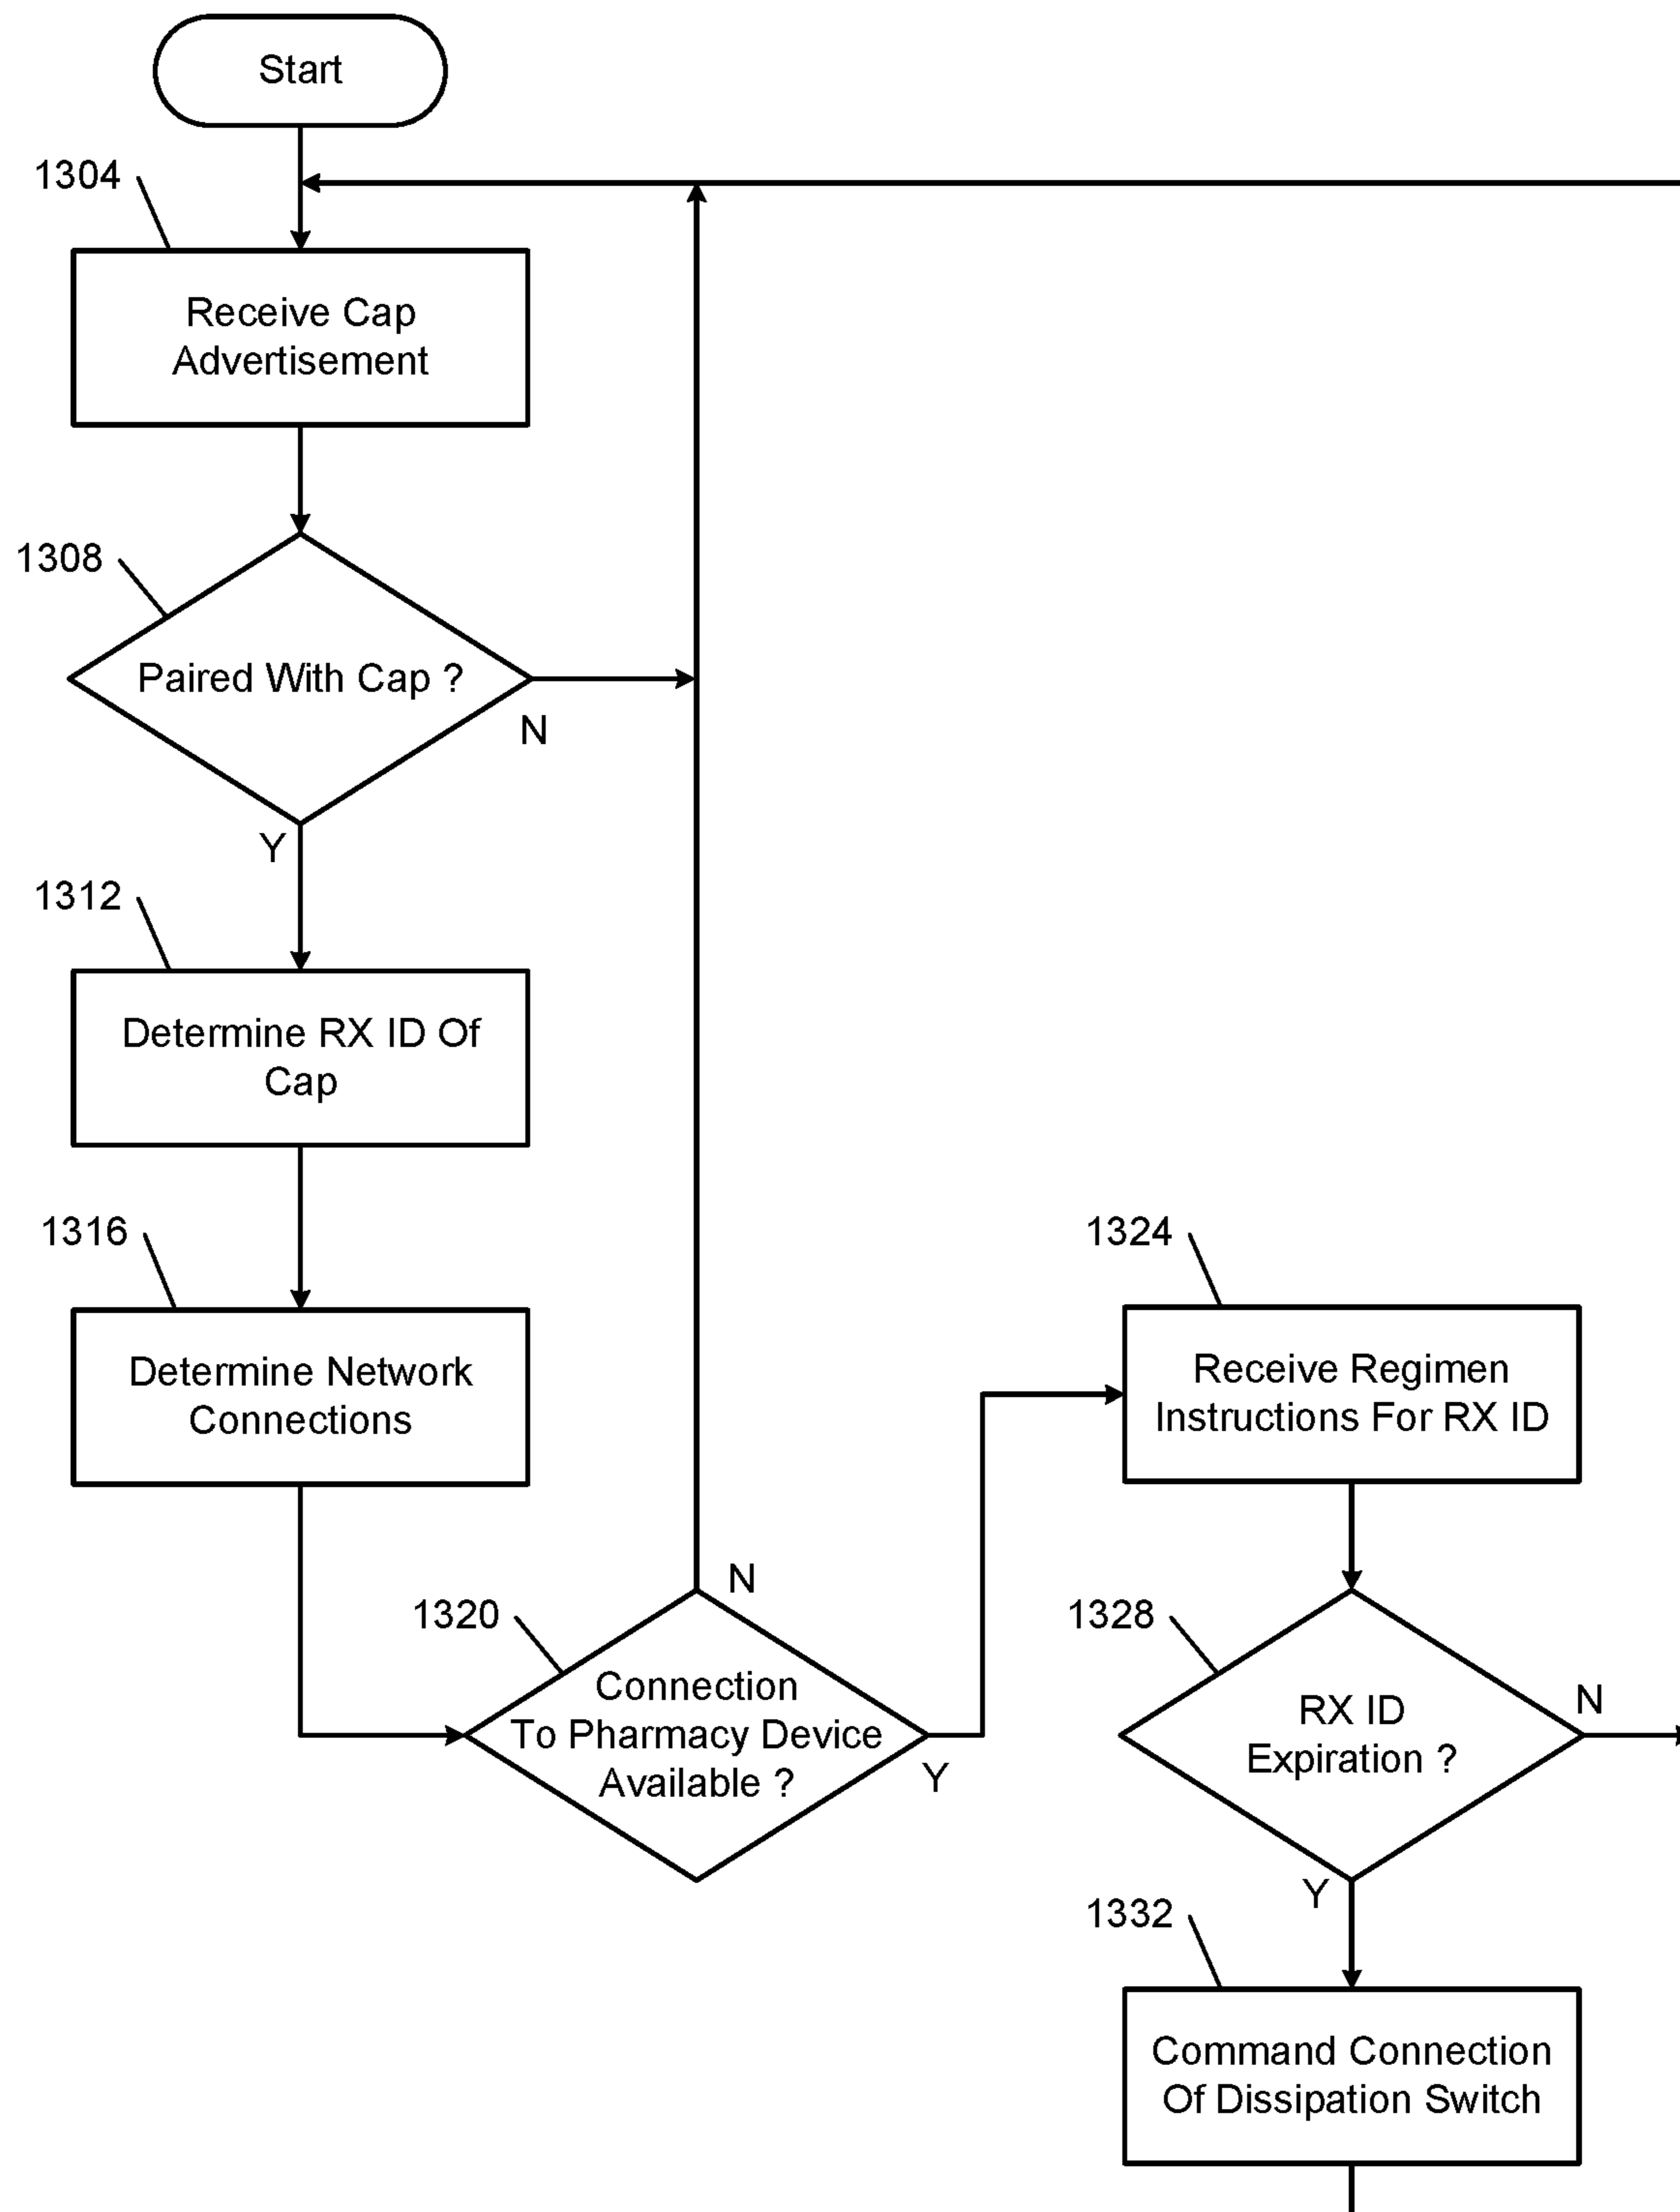 Start
1304
Receive Cap
Advertisement
1308
Paired With Cap ?
N
Y
1312
Determine RX ID Of
Cap
1316
Determine Network
Connections
1320
N
Connection
To Pharmacy Device
Available ?
Y
1324
Receive Regimen
Instructions For RX ID
1328
RX ID
Expiration ?
N
Y
1332
Command Connection
Of Dissipation Switch